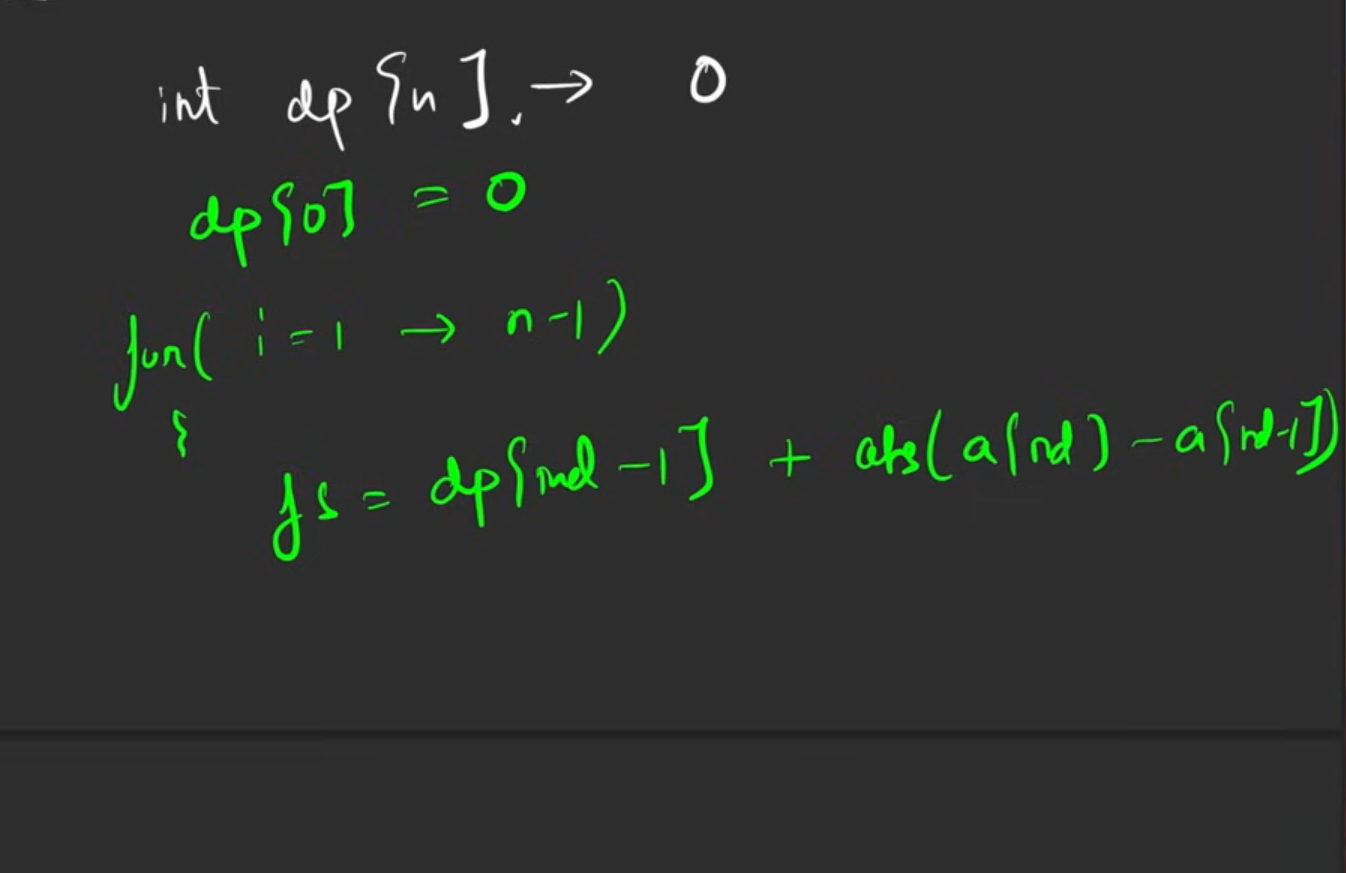 int dp[n], → 0
dp[0] = 0
for( i = 1 → n-1)
{
fs = dp[ind -1] + abs(a[ind] - a[ind-1])